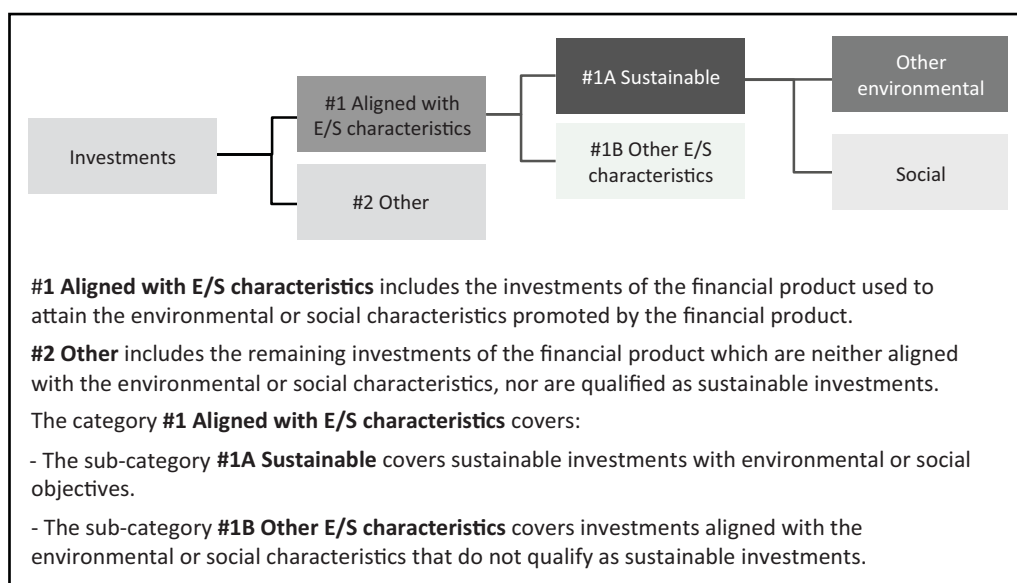 Investments
#1 Aligned with
E/S characteristics
#2 Other
#1A Sustainable
#1B Other E/S
characteristics
Other
environmental
Social
#1 Aligned with E/S characteristics includes the investments of the financial product used to
attain the environmental or social characteristics promoted by the financial product.
#2 Other includes the remaining investments of the financial product which are neither aligned
with the environmental or social characteristics, nor are qualified as sustainable investments.
The category #1 Aligned with E/S characteristics covers:
- The sub-category #1A Sustainable covers sustainable investments with environmental or social
objectives.
- The sub-category #1B Other E/S characteristics covers investments aligned with the
environmental or social characteristics that do not qualify as sustainable investments.